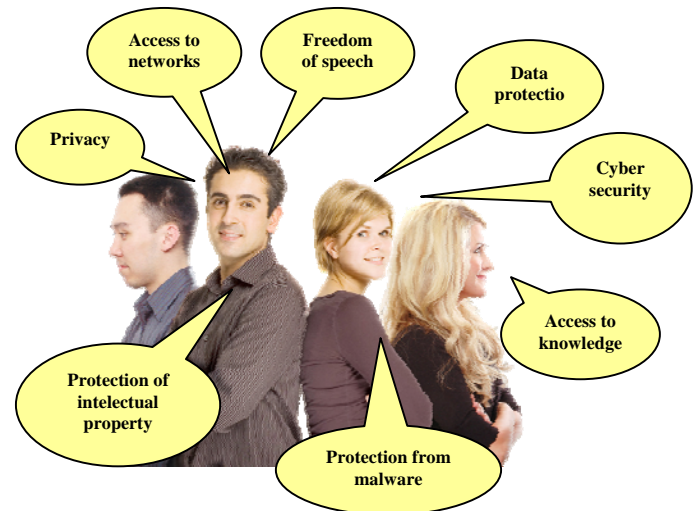 Access to
networks
Freedom
of speech
Data
protectio
Privacy
Cyber
security
Access to
knowledge
Protection of
intelectual
property
Protection from
malware